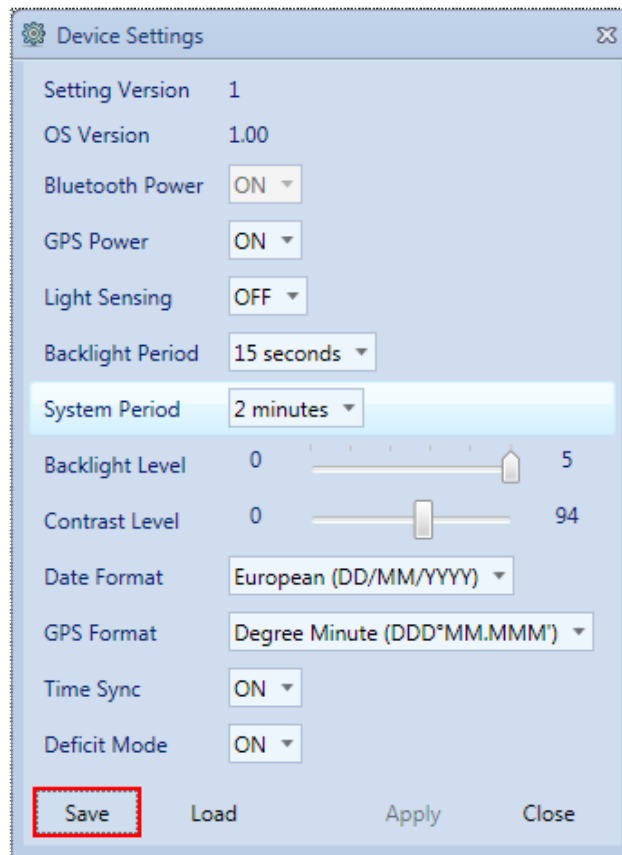 Device Settings
Setting Version 1
OS Version 1.00
Bluetooth Power ON
GPS Power ON
Light Sensing OFF
Backlight Period 15 seconds
System Period 2 minutes
Backlight Level 0 5
Contrast Level 0 94
Date Format European (DD/MM/YYYY)
GPS Format Degree Minute (DDD°MM.MMM')
Time Sync ON
Deficit Mode ON
Save Load Apply Close